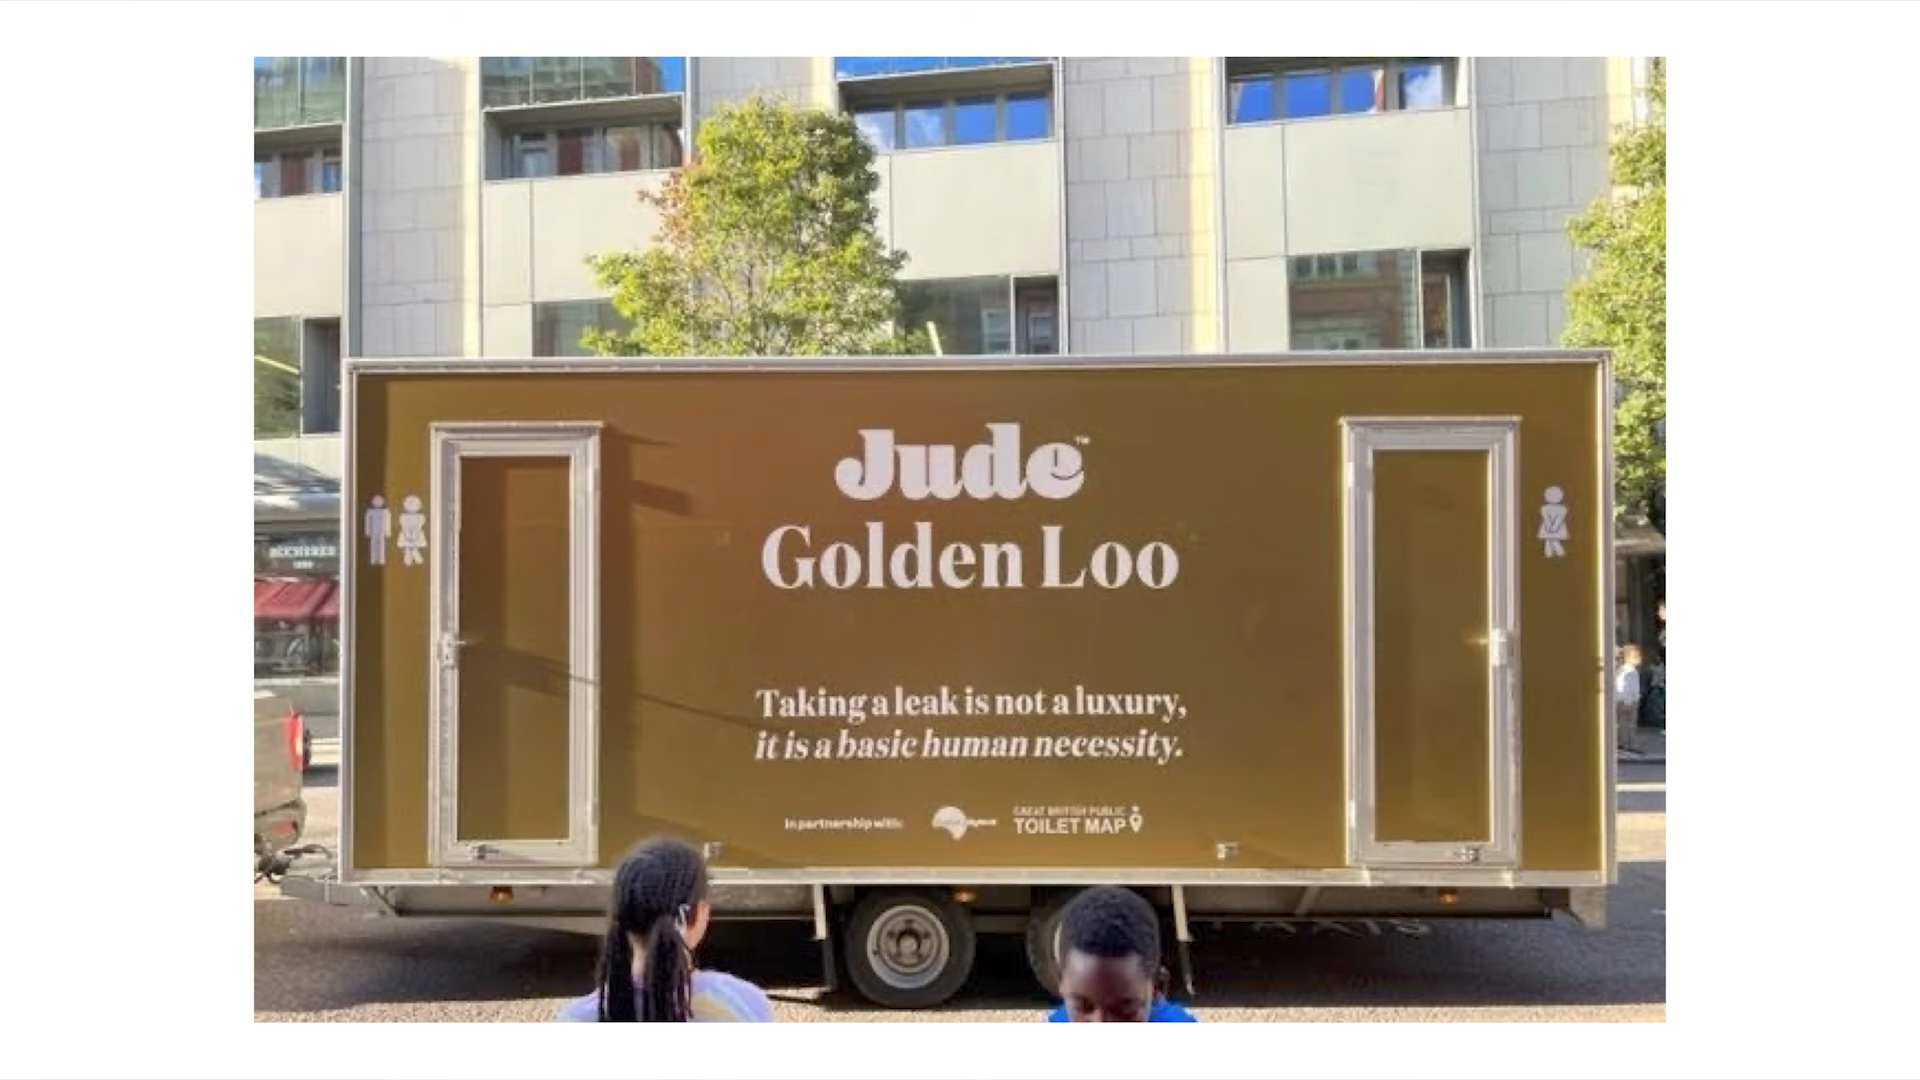 Jude™
Golden Loo
Taking a leak is not a luxury,
it is a basic human necessity.
In partnership with:
GREAT BRITISH PUBLIC
TOILET MAP
BUCHERER